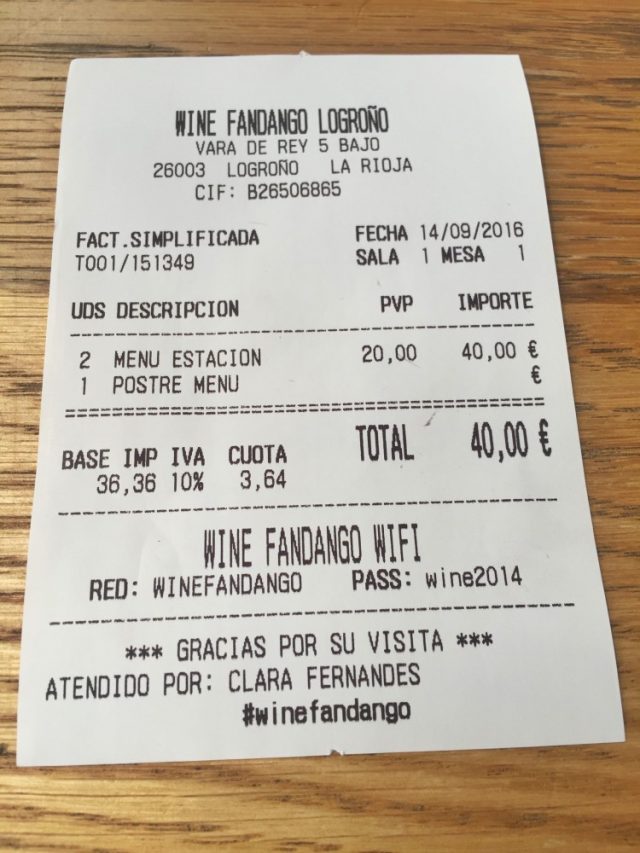 WINE FANDANGO LOGROÑO
VARA DE REY 5 BAJO
26003 LOGROÑO LA RIOJA
CIF: B26506865
FACT.SIMPLIFICADA FECHA 14/09/2016
T001/151349 SALA 1 MESA 1
UDS DESCRIPCION PVP IMPORTE
2 MENU ESTACION 20,00 40,00 €
1 POSTRE MENU €
TOTAL 40,00 €
BASE IMP IVA CUOTA
36,36 10% 3,64
WINE FANDANGO WIFI
RED: WINEFANDANGO PASS: wine2014
*** GRACIAS POR SU VISITA ***
ATENDIDO POR: CLARA FERNANDES
#winefandango